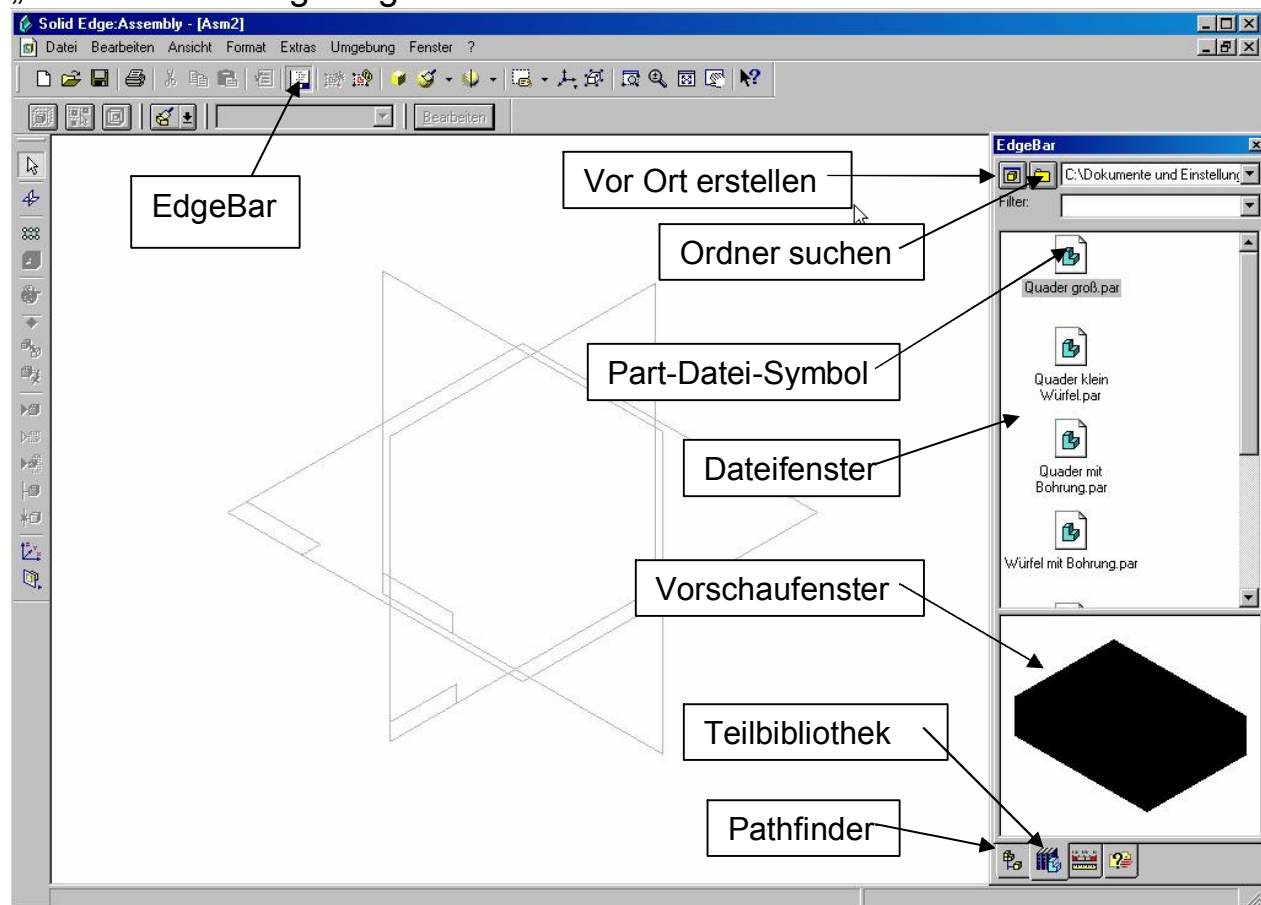 Solid Edge:Assembly - [Asm2]
Datei Bearbeiten Ansicht Format Extras Umgebung Fenster ?
Bearbeiten
EdgeBar
EdgeBar
Vor Ort erstellen
C:\Dokumente und Einstellung
Filter:
Ordner suchen
Quader groß.par
Part-Datei-Symbol
Quader klein
Würfel.par
Dateifenster
Quader mit
Bohrung.par
Würfel mit Bohrung.par
Vorschaufenster
Teilbibliothek
Pathfinder